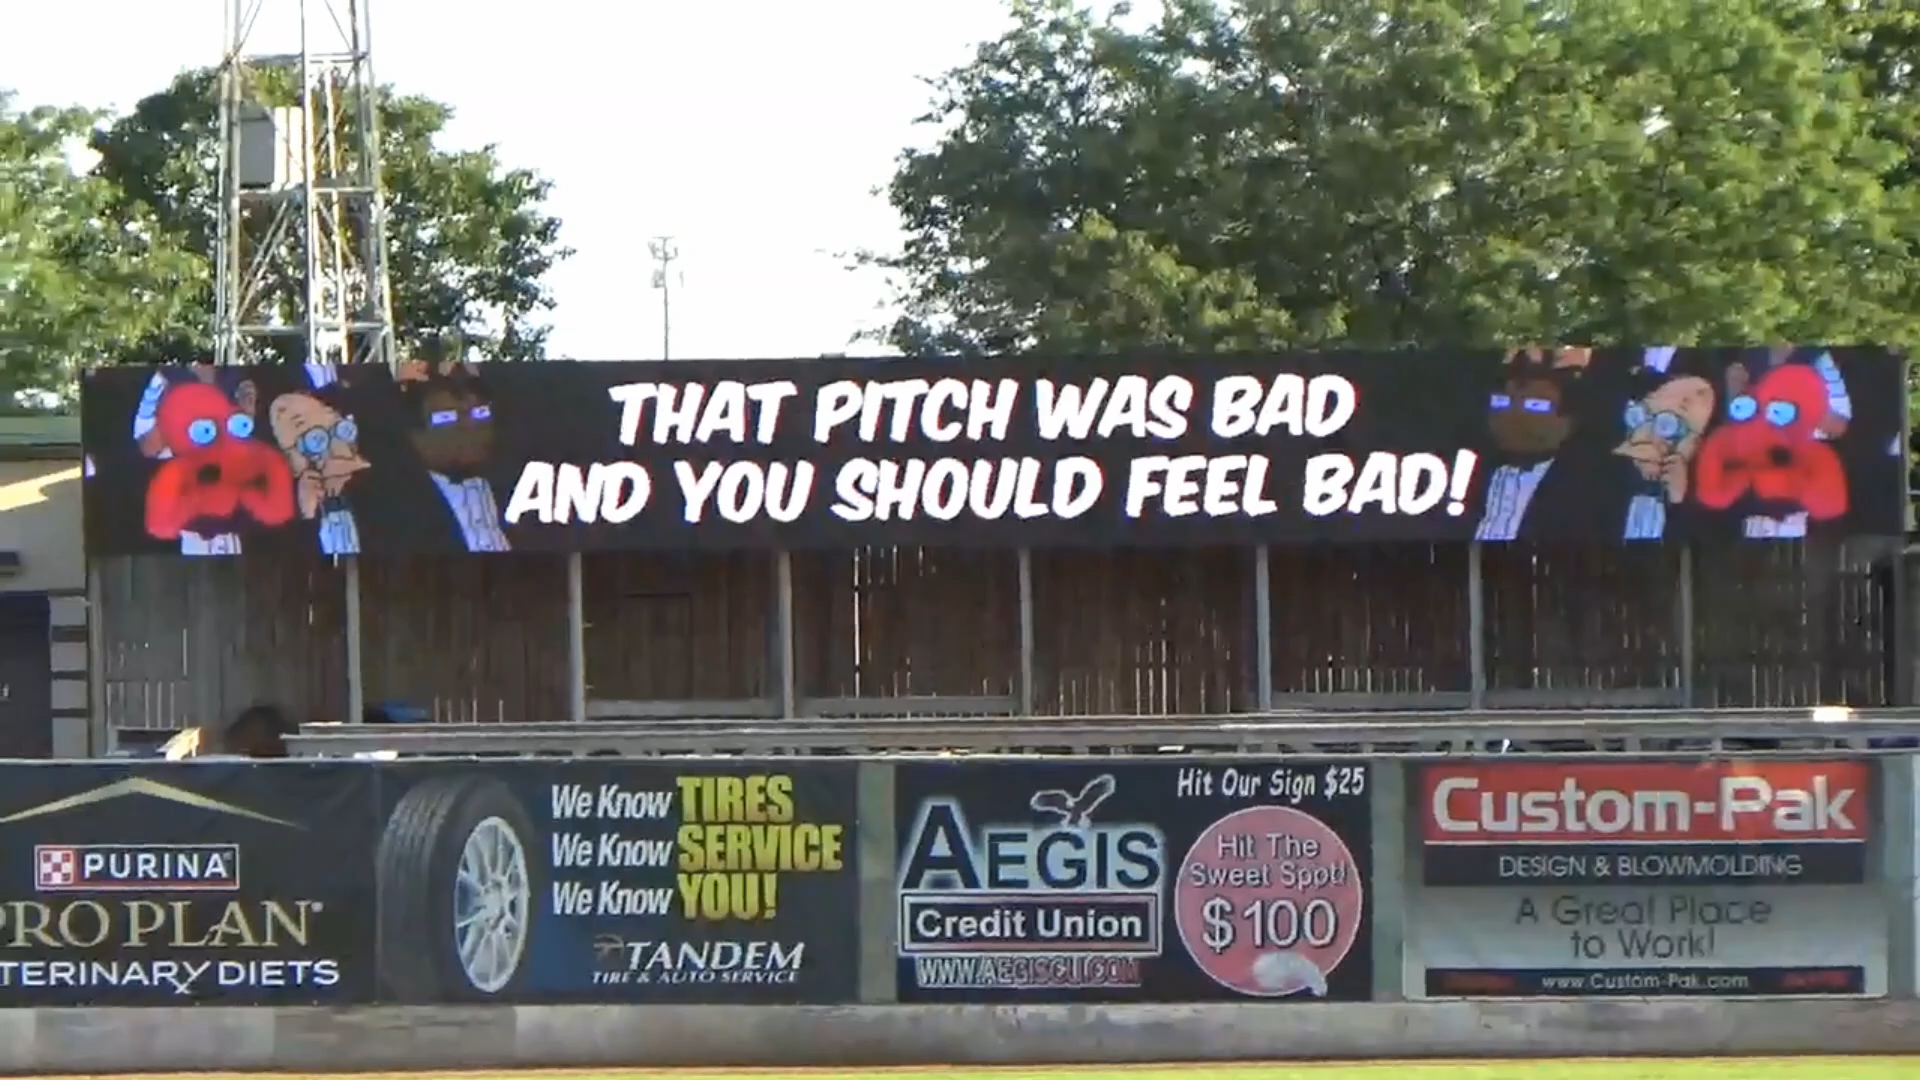 THAT PITCH WAS BAD
AND YOU SHOULD FEEL BAD!
PURINA
PRO PLAN
TERINARY DIETS
We Know TIRES
We Know SERVICE
We Know YOU!
TANDEM
TIRE & AUTO SERVICE
AEGIS
Credit Union
WWW.AEGISCU.COM
Hit Our Sign $25
Hit The
Sweet Spot!
$100
Custom-Pak
DESIGN & BLOWMOLDING
A Great Place
to Work!
www.Custom-Pak.com